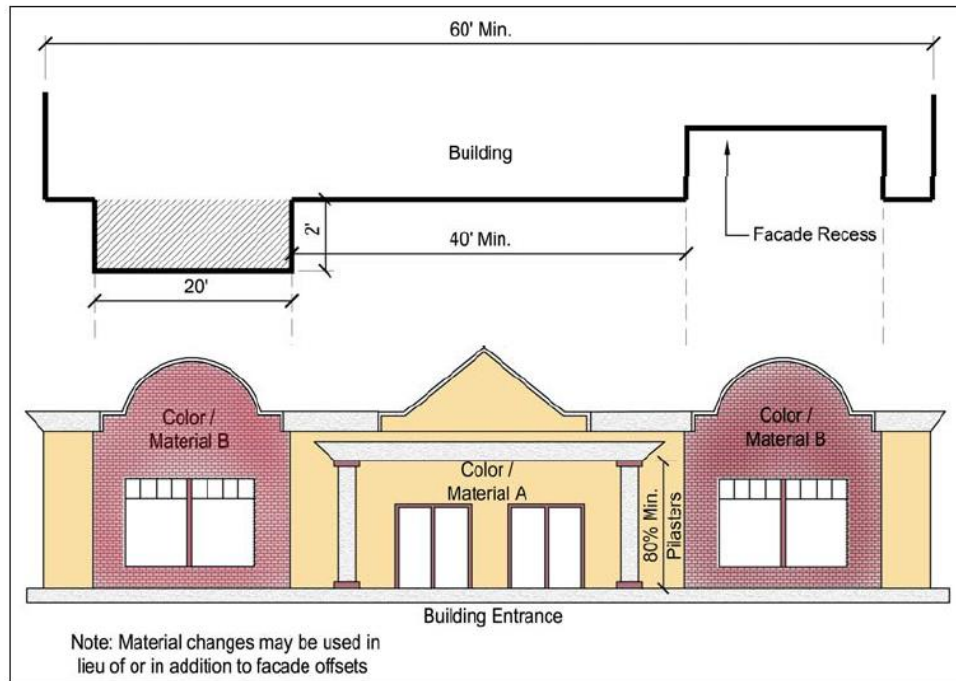 60' Min.
Building
Facade Recess
2'
40' Min.
20'
Color /
Material B
Color /
Material A
Color /
Material B
80% Min.
Pilasters
Building Entrance
Note: Material changes may be used in
lieu of or in addition to facade offsets